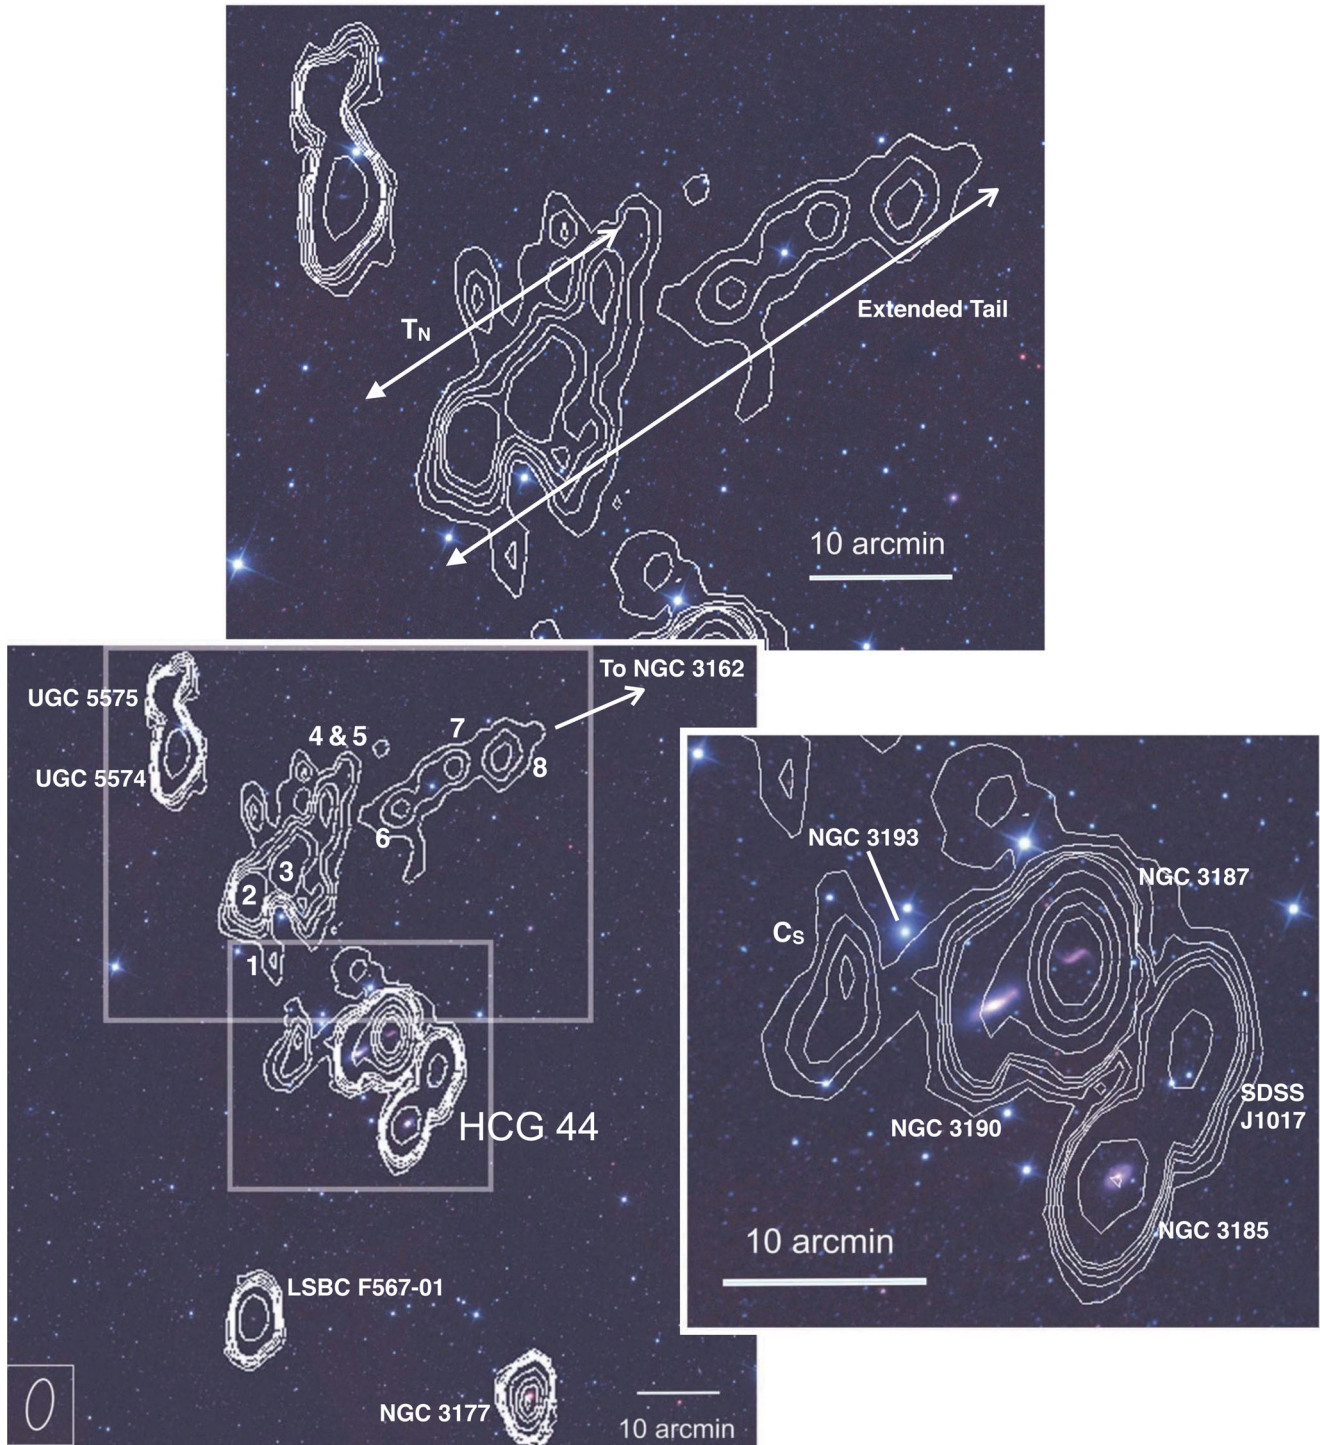 TN
Extended Tail
10 arcmin
To NGC 3162
UGC 5575
4 & 5
7
UGC 5574
8
6
3
2
1
HCG 44
LSBC F567-01
NGC 3177
10 arcmin
NGC 3193
NGC 3187
CS
SDSS
J1017
NGC 3190
NGC 3185
10 arcmin